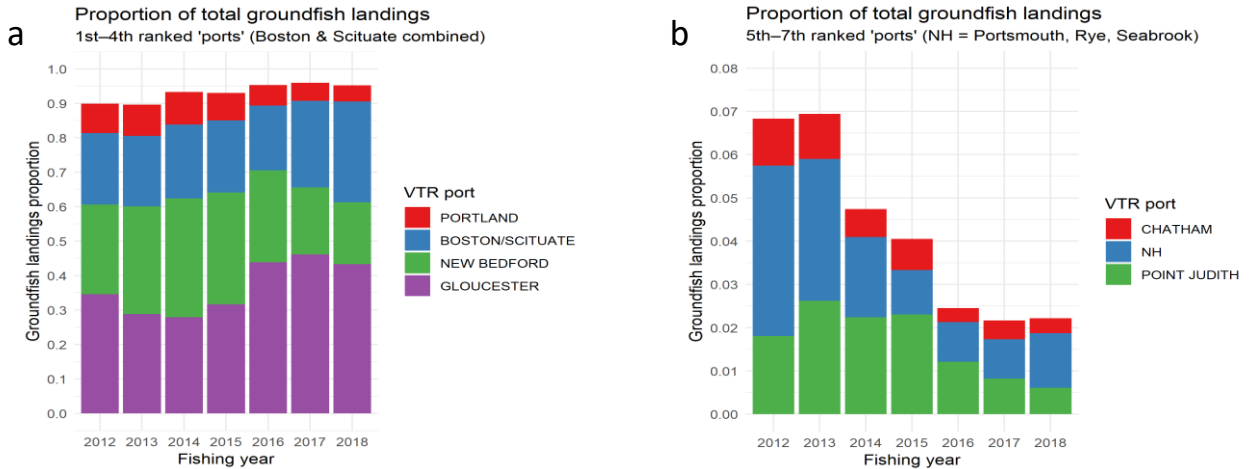 a
Proportion of total groundfish landings
1st–4th ranked 'ports' (Boston & Scituate combined)
Groundfish landings proportion
1.0
0.9
0.8
0.7
0.6
0.5
0.4
0.3
0.2
0.1
0.0
2012 2013 2014 2015 2016 2017 2018
Fishing year
VTR port
PORTLAND
BOSTON/SCITUATE
NEW BEDFORD
GLOUCESTER
b
Proportion of total groundfish landings
5th–7th ranked 'ports' (NH = Portsmouth, Rye, Seabrook)
Groundfish landings proportion
0.08
0.07
0.06
0.05
0.04
0.03
0.02
0.01
0.00
2012 2013 2014 2015 2016 2017 2018
Fishing year
VTR port
CHATHAM
NH
POINT JUDITH